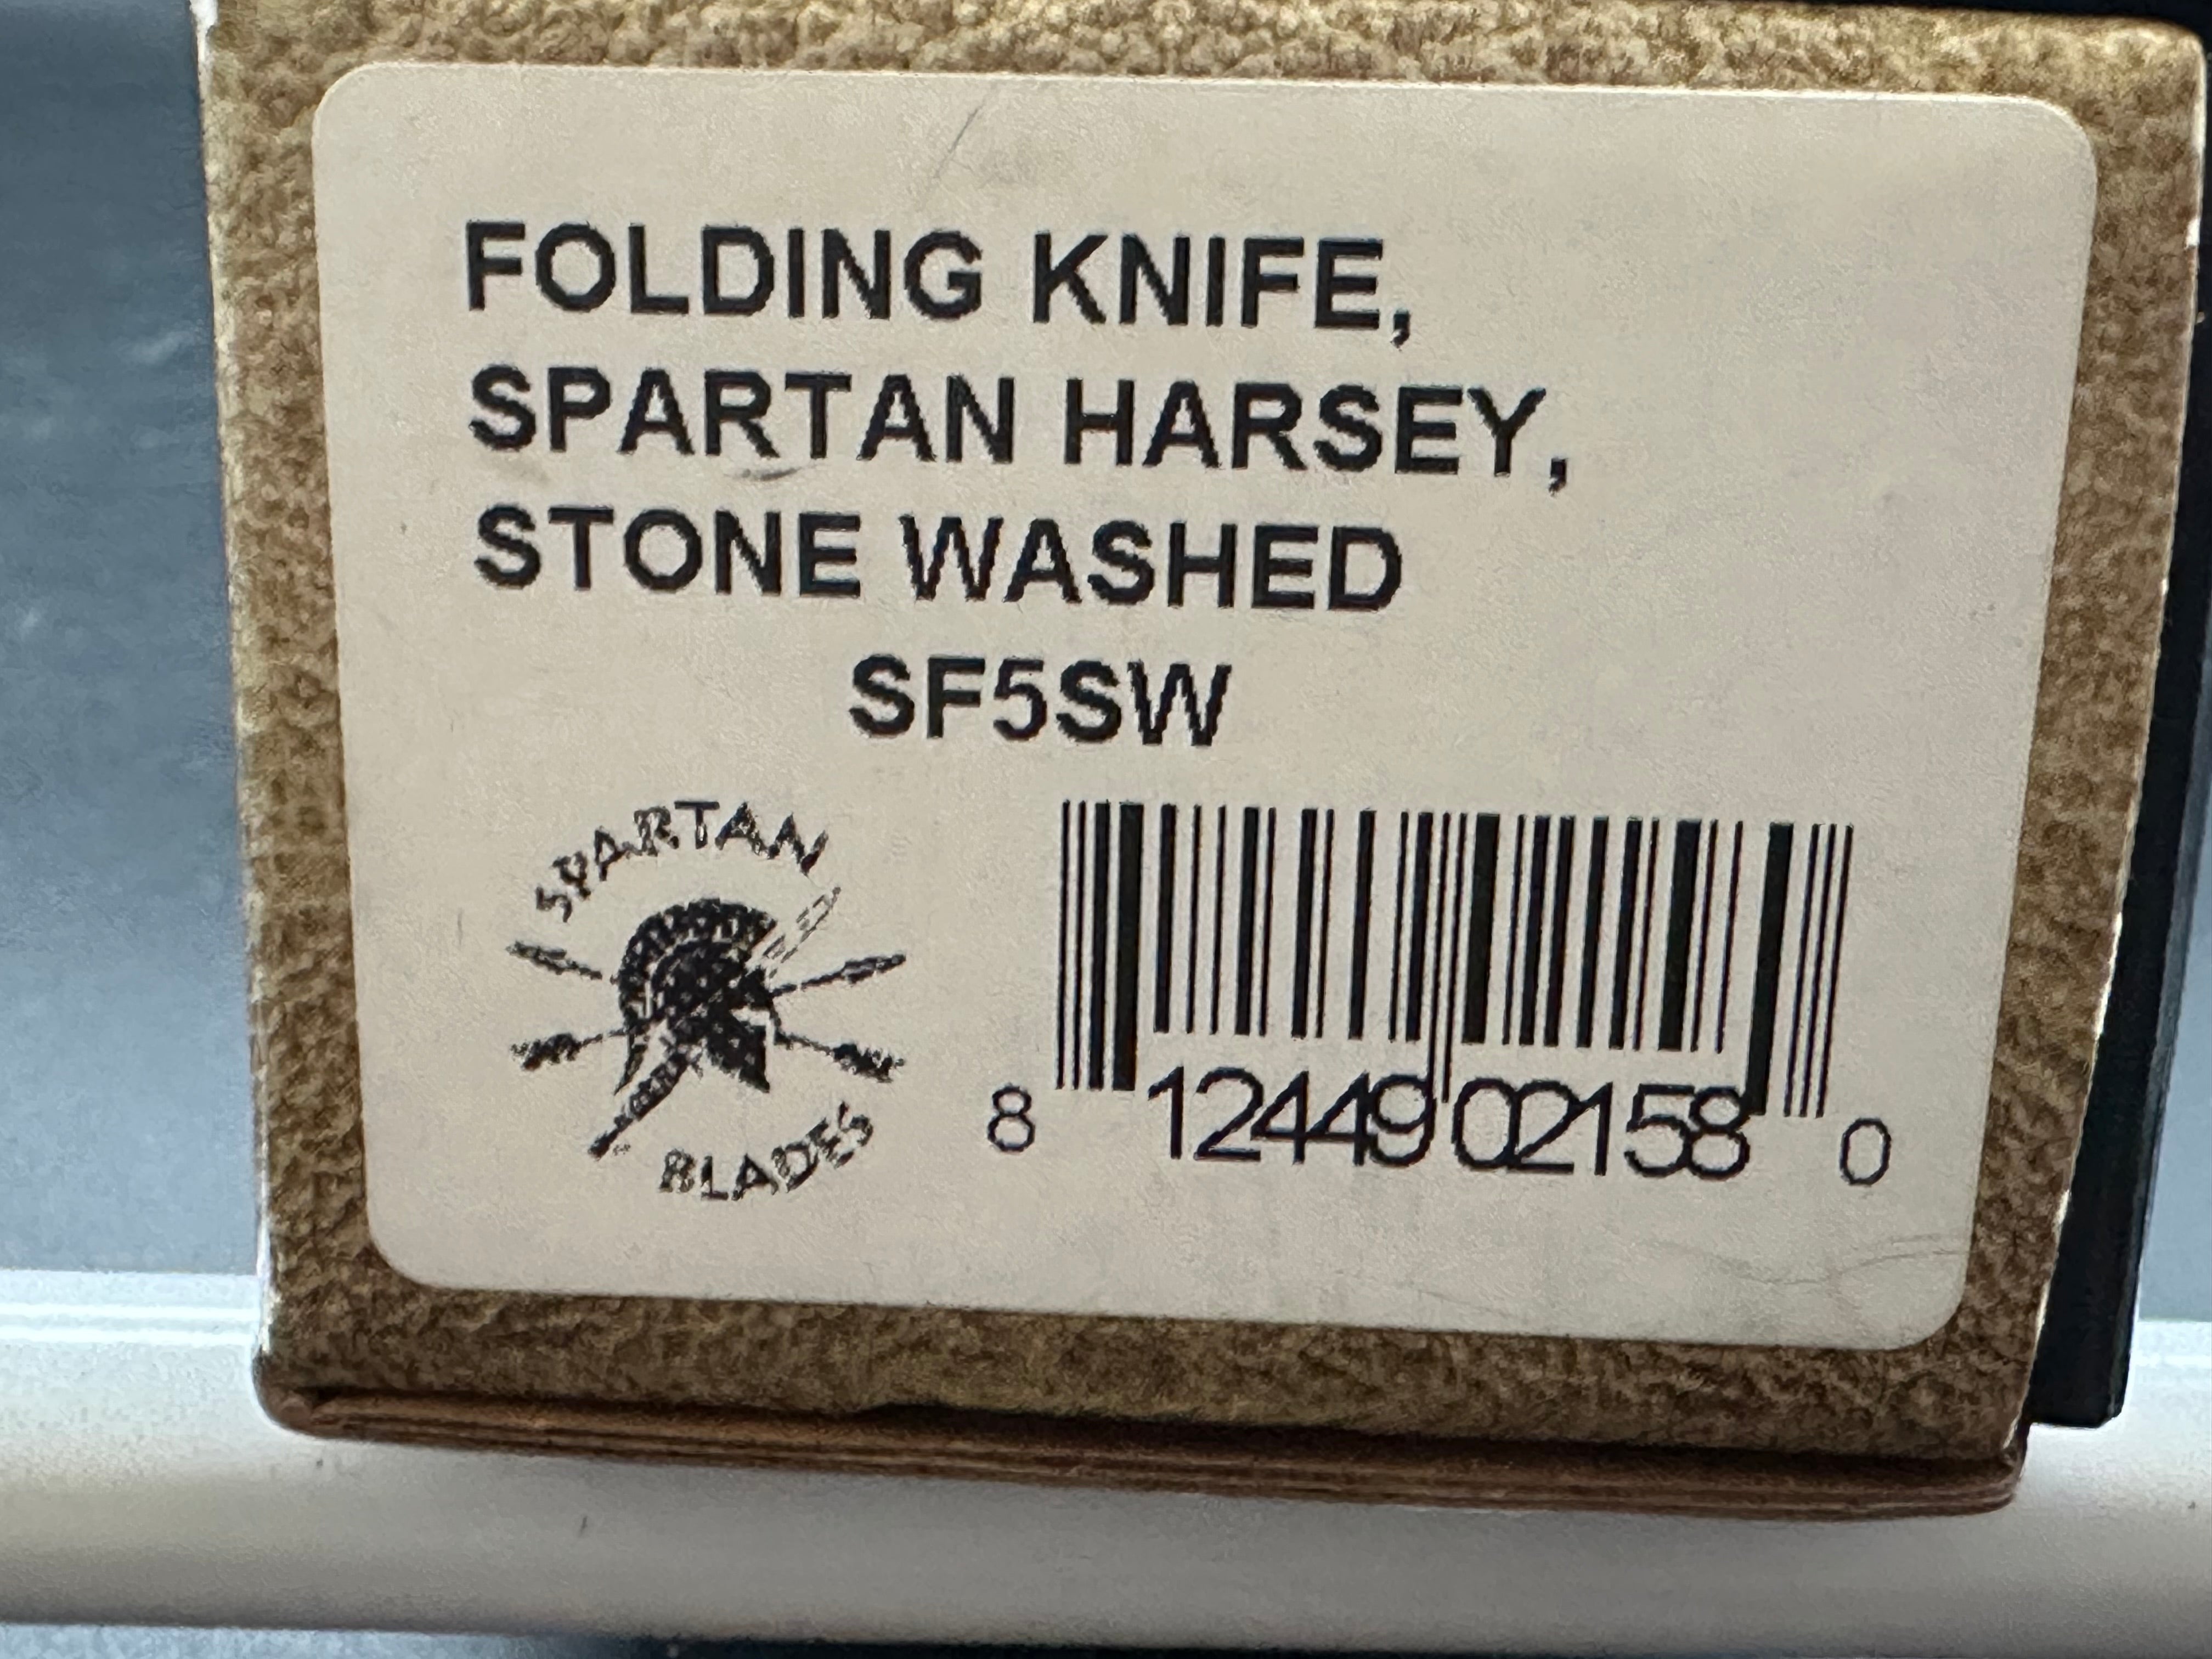 FOLDING KNIFE,
SPARTAN HARSEY,
STONE WASHED
SF5SW
SPARTAN
BLADES
8 12449 02158 0